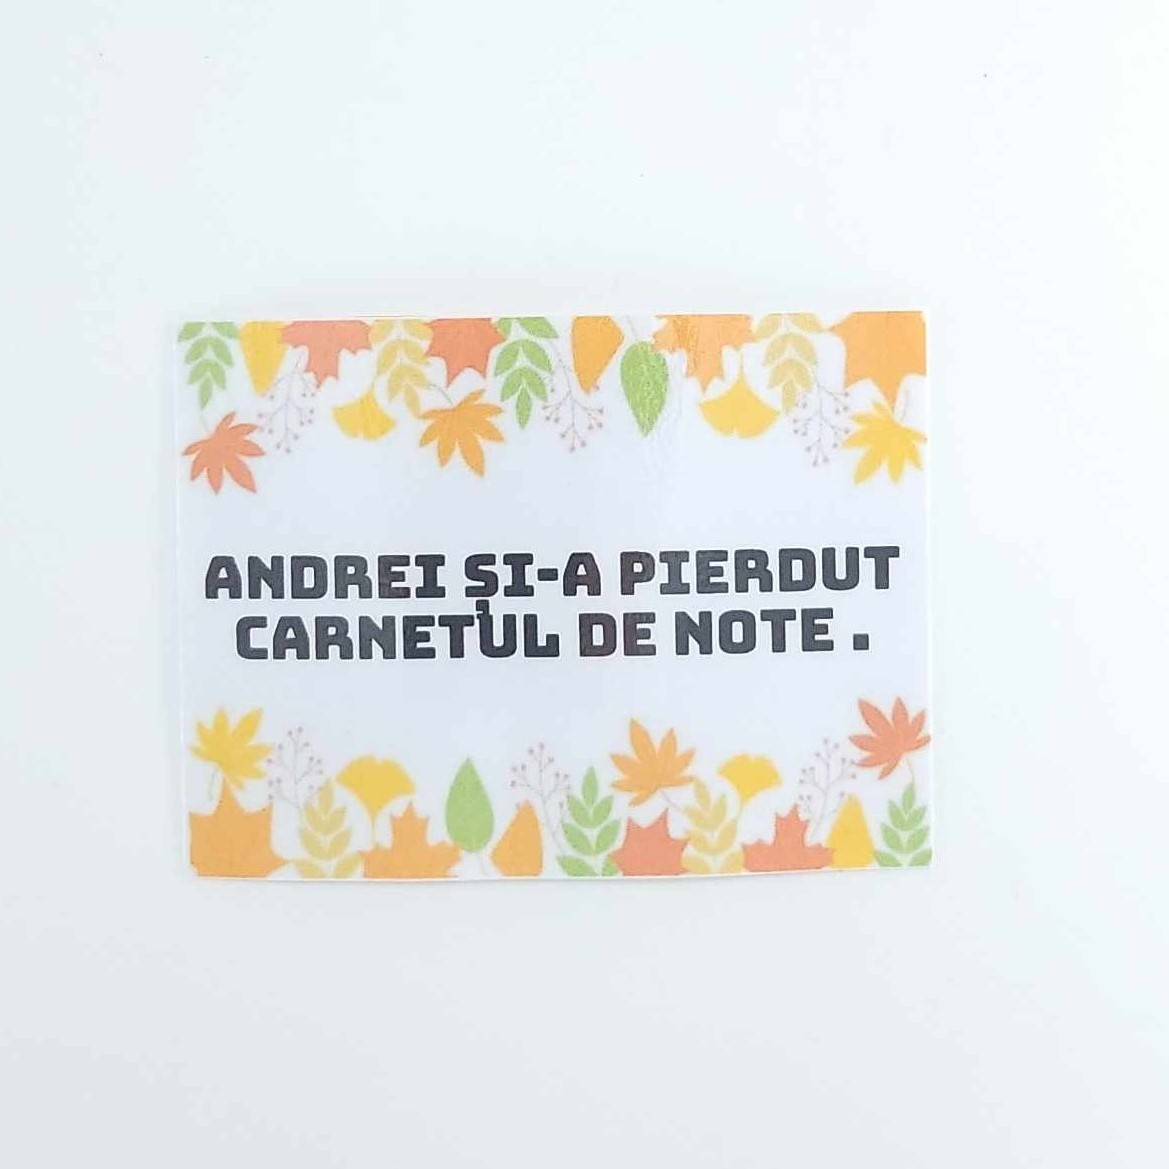 ANDREI ȘI-A PIERDUT
CARNETUL DE NOTE .